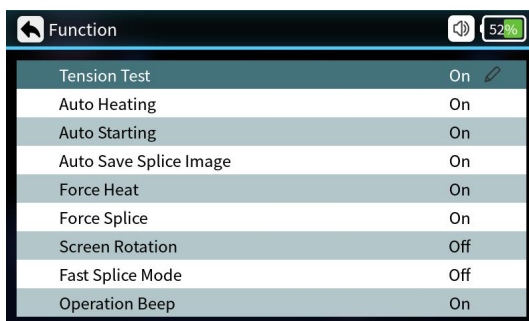 Function 52%
Tension Test On
Auto Heating On
Auto Starting On
Auto Save Splice Image On
Force Heat On
Force Splice On
Screen Rotation Off
Fast Splice Mode Off
Operation Beep On